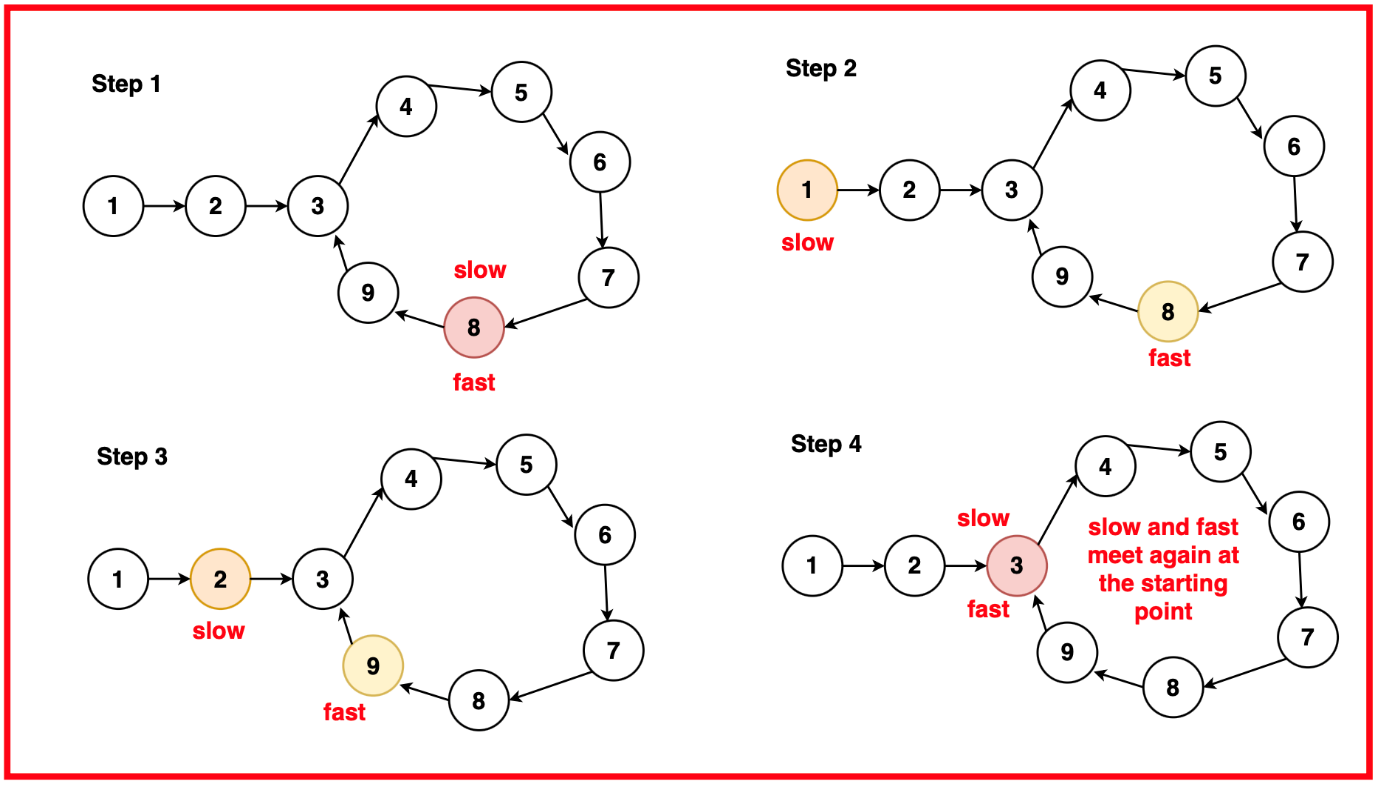 Step 1
4
5
6
1
2
3
7
slow
9
8
fast
Step 2
4
5
6
1
2
3
slow
7
9
8
fast
Step 3
4
5
6
1
2
3
slow
7
9
8
fast
Step 4
4
5
6
slow
slow and fast
meet again at
the starting
point
1
2
3
fast
7
9
8